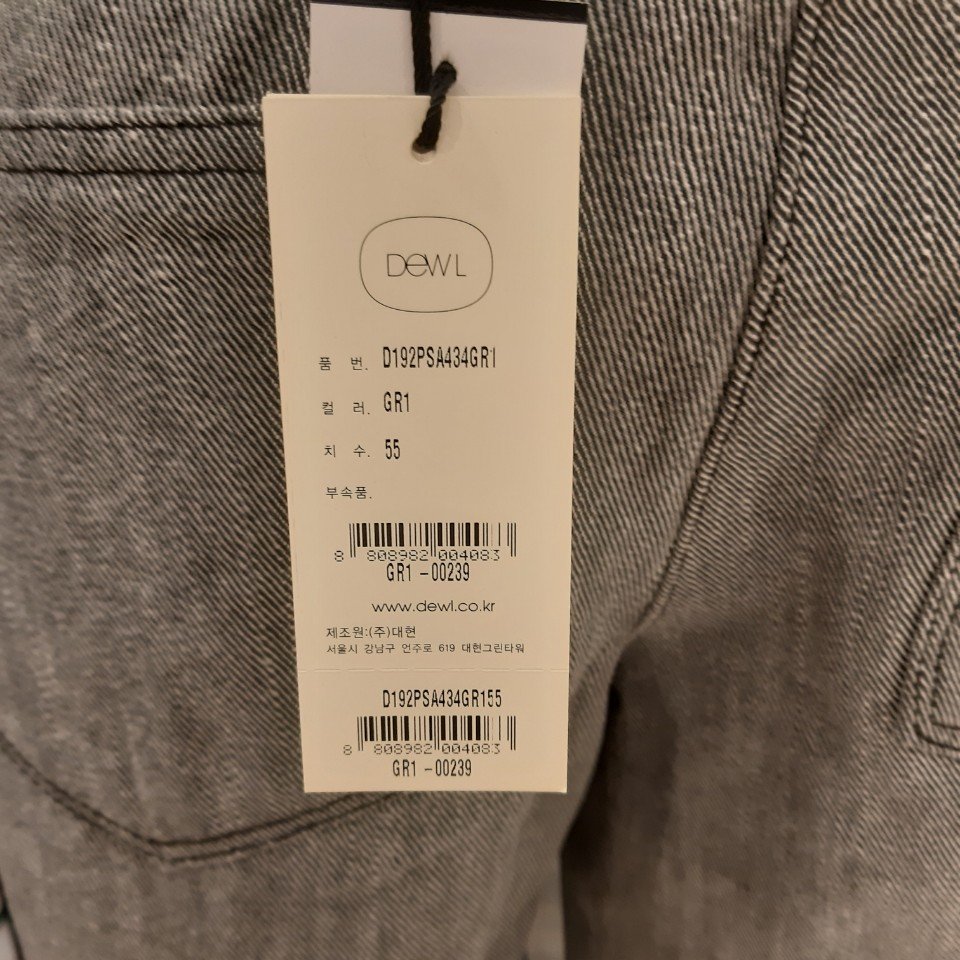 DeWL
품 번. D192PSA434GR1
컬 러. GR1
치 수. 55
부속품.
8 808982 004083
GR1 -00239
www.dewl.co.kr
제조원:(주)대현
서울시 강남구 언주로 619 대현그린타워
D192PSA434GR155
8 808982 004083
GR1 -00239